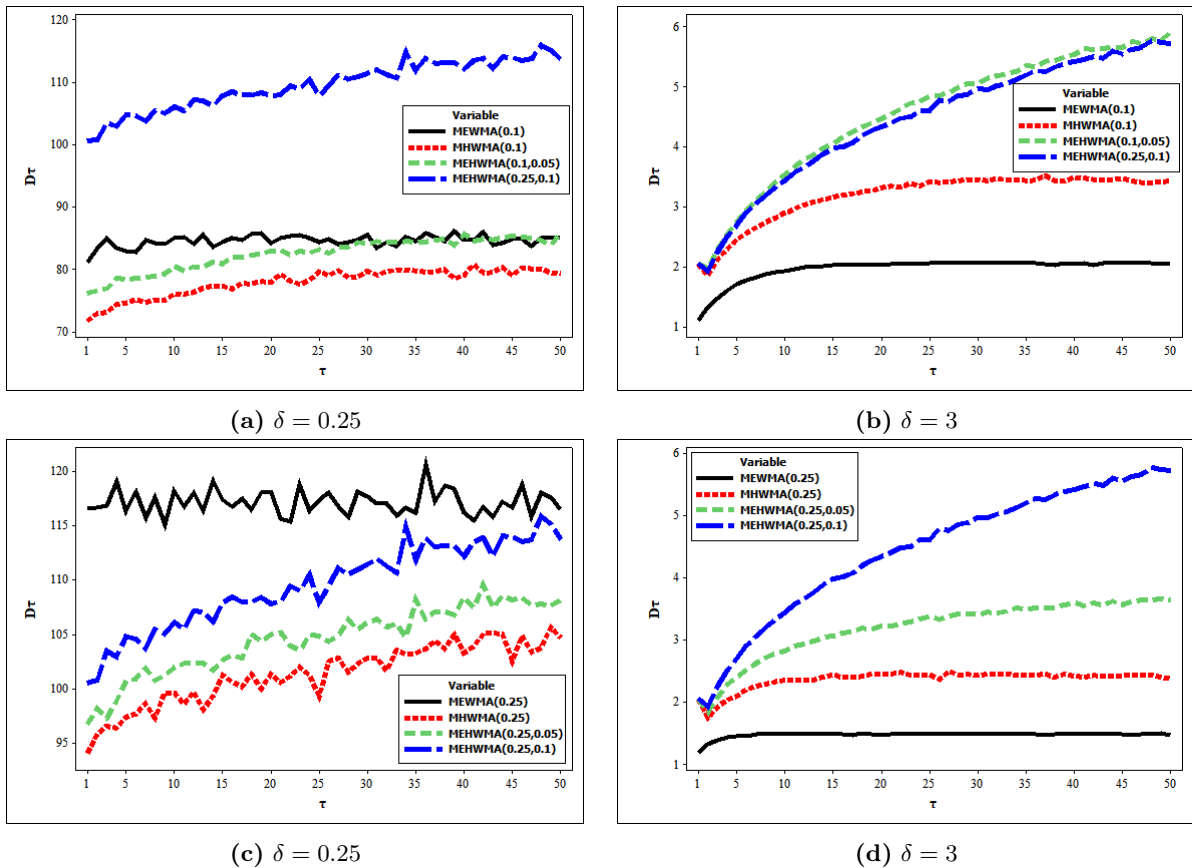 120
110
100
90
80
70
Dτ
1 5 10 15 20 25 30 35 40 45 50
τ
Variable
MEWMA(0.1)
MHWMA(0.1)
MEHWMA(0.1,0.05)
MEHWMA(0.25,0.1)
(a) δ = 0.25
6
5
4
3
2
1
Dτ
1 5 10 15 20 25 30 35 40 45 50
τ
Variable
MEWMA(0.1)
MHWMA(0.1)
MEHWMA(0.1,0.05)
MEHWMA(0.25,0.1)
(b) δ = 3
120
115
110
105
100
95
Dτ
1 5 10 15 20 25 30 35 40 45 50
τ
Variable
MEWMA(0.25)
MHWMA(0.25)
MEHWMA(0.25,0.05)
MEHWMA(0.25,0.1)
(c) δ = 0.25
6
5
4
3
2
1
Dτ
1 5 10 15 20 25 30 35 40 45 50
τ
Variable
MEWMA(0.25)
MHWMA(0.25)
MEHWMA(0.25,0.05)
MEHWMA(0.25,0.1)
(d) δ = 3